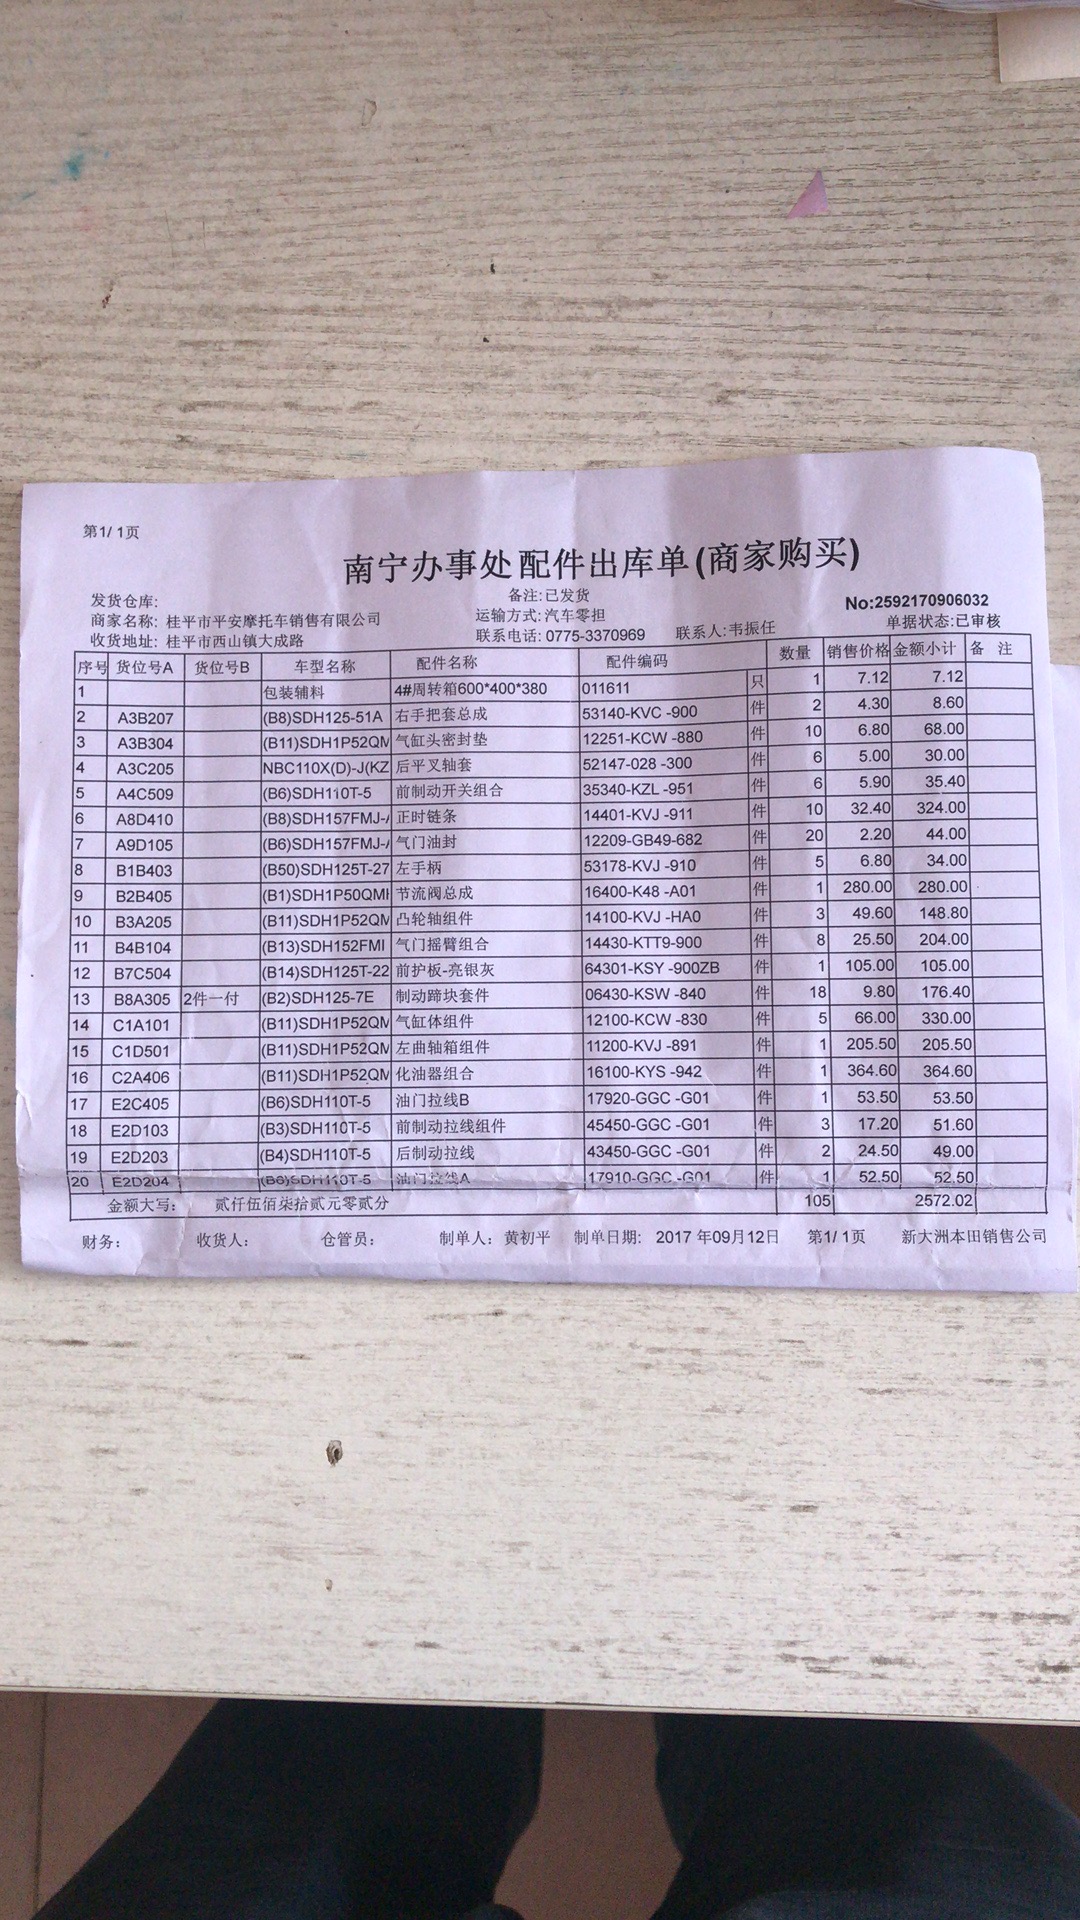 第1/ 1页
南宁办事处配件出库单(商家购买)
发货仓库:
备注:已发货
No:2592170906032
商家名称: 桂平市平安摩托车销售有限公司
运输方式:汽车零担
单据状态:已审核
收货地址: 桂平市西山镇大成路
联系电话: 0775-3370969
联系人:韦振任
序号 货位号A 货位号B 车型名称 配件名称 配件编码 数量 销售价格 金额小计 备 注
1 包装辅料 4#周转箱600*400*380 011611 只 1 7.12 7.12
2 A3B207 (B8)SDH125-51A 右手把套总成 53140-KVC -900 件 2 4.30 8.60
3 A3B304 (B11)SDH1P52QM 气缸头密封垫 12251-KCW -880 件 10 6.80 68.00
4 A3C205 NBC110X(D)-J(KZ 后平叉轴套 52147-028 -300 件 6 5.00 30.00
5 A4C509 (B6)SDH110T-5 前制动开关组合 35340-KZL -951 件 6 5.90 35.40
6 A8D410 (B8)SDH157FMJ-/ 正时链条 14401-KVJ -911 件 10 32.40 324.00
7 A9D105 (B6)SDH157FMJ-/ 气门油封 12209-GB49-682 件 20 2.20 44.00
8 B1B403 (B50)SDH125T-27 左手柄 53178-KVJ -910 件 5 6.80 34.00
9 B2B405 (B1)SDH1P50QMI 节流阀总成 16400-K48 -A01 件 1 280.00 280.00
10 B3A205 (B11)SDH1P52QM 凸轮轴组件 14100-KVJ -HA0 件 3 49.60 148.80
11 B4B104 (B13)SDH152FMI 气门摇臂组合 14430-KTT9-900 件 8 25.50 204.00
12 B7C504 (B14)SDH125T-22 前护板-亮银灰 64301-KSY -900ZB 件 1 105.00 105.00
13 B8A305 2件一付 (B2)SDH125-7E 制动蹄块套件 06430-KSW -840 件 18 9.80 176.40
14 C1A101 (B11)SDH1P52QM 气缸体组件 12100-KCW -830 件 5 66.00 330.00
15 C1D501 (B11)SDH1P52QM 左曲轴箱组件 11200-KVJ -891 件 1 205.50 205.50
16 C2A406 (B11)SDH1P52QM 化油器组合 16100-KYS -942 件 1 364.60 364.60
17 E2C405 (B6)SDH110T-5 油门拉线B 17920-GGC -G01 件 1 53.50 53.50
18 E2D103 (B3)SDH110T-5 前制动拉线组件 45450-GGC -G01 件 3 17.20 51.60
19 E2D203 (B4)SDH110T-5 后制动拉线 43450-GGC -G01 件 2 24.50 49.00
20 E2D204 (B6)SDH110T-5 油门拉线A 17910-GGC -G01 件 1 52.50 52.50
金额大写: 贰仟伍佰柒拾贰元零贰分 105 2572.02
财务: 收货人: 仓管员: 制单人: 黄初平 制单日期: 2017 年09月12日 第1/ 1页 新大洲本田销售公司